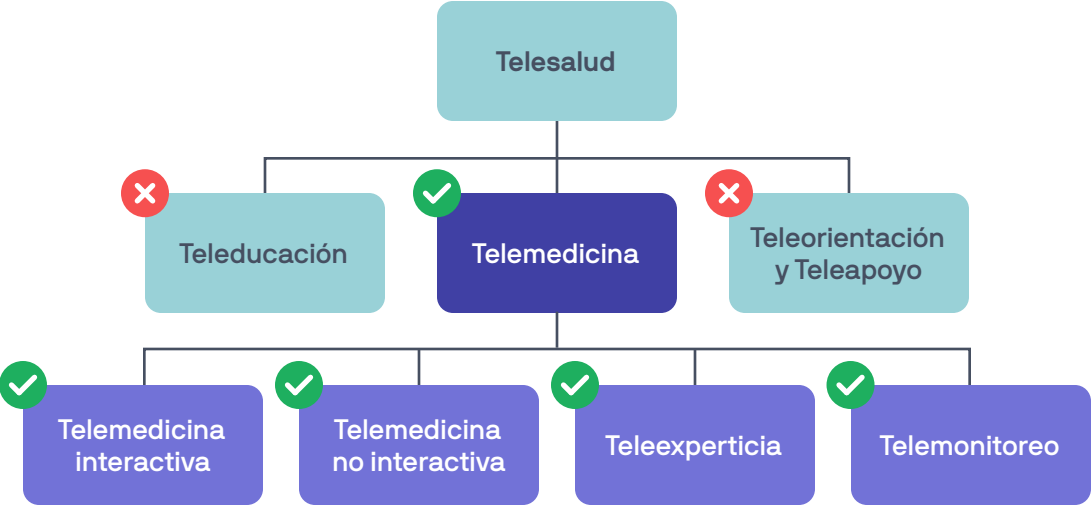 Telesalud
Teleducación
Telemedicina
Teleorientación
y Teleapoyo
Telemedicina
interactiva
Telemedicina
no interactiva
Teleexperticia
Telemonitoreo